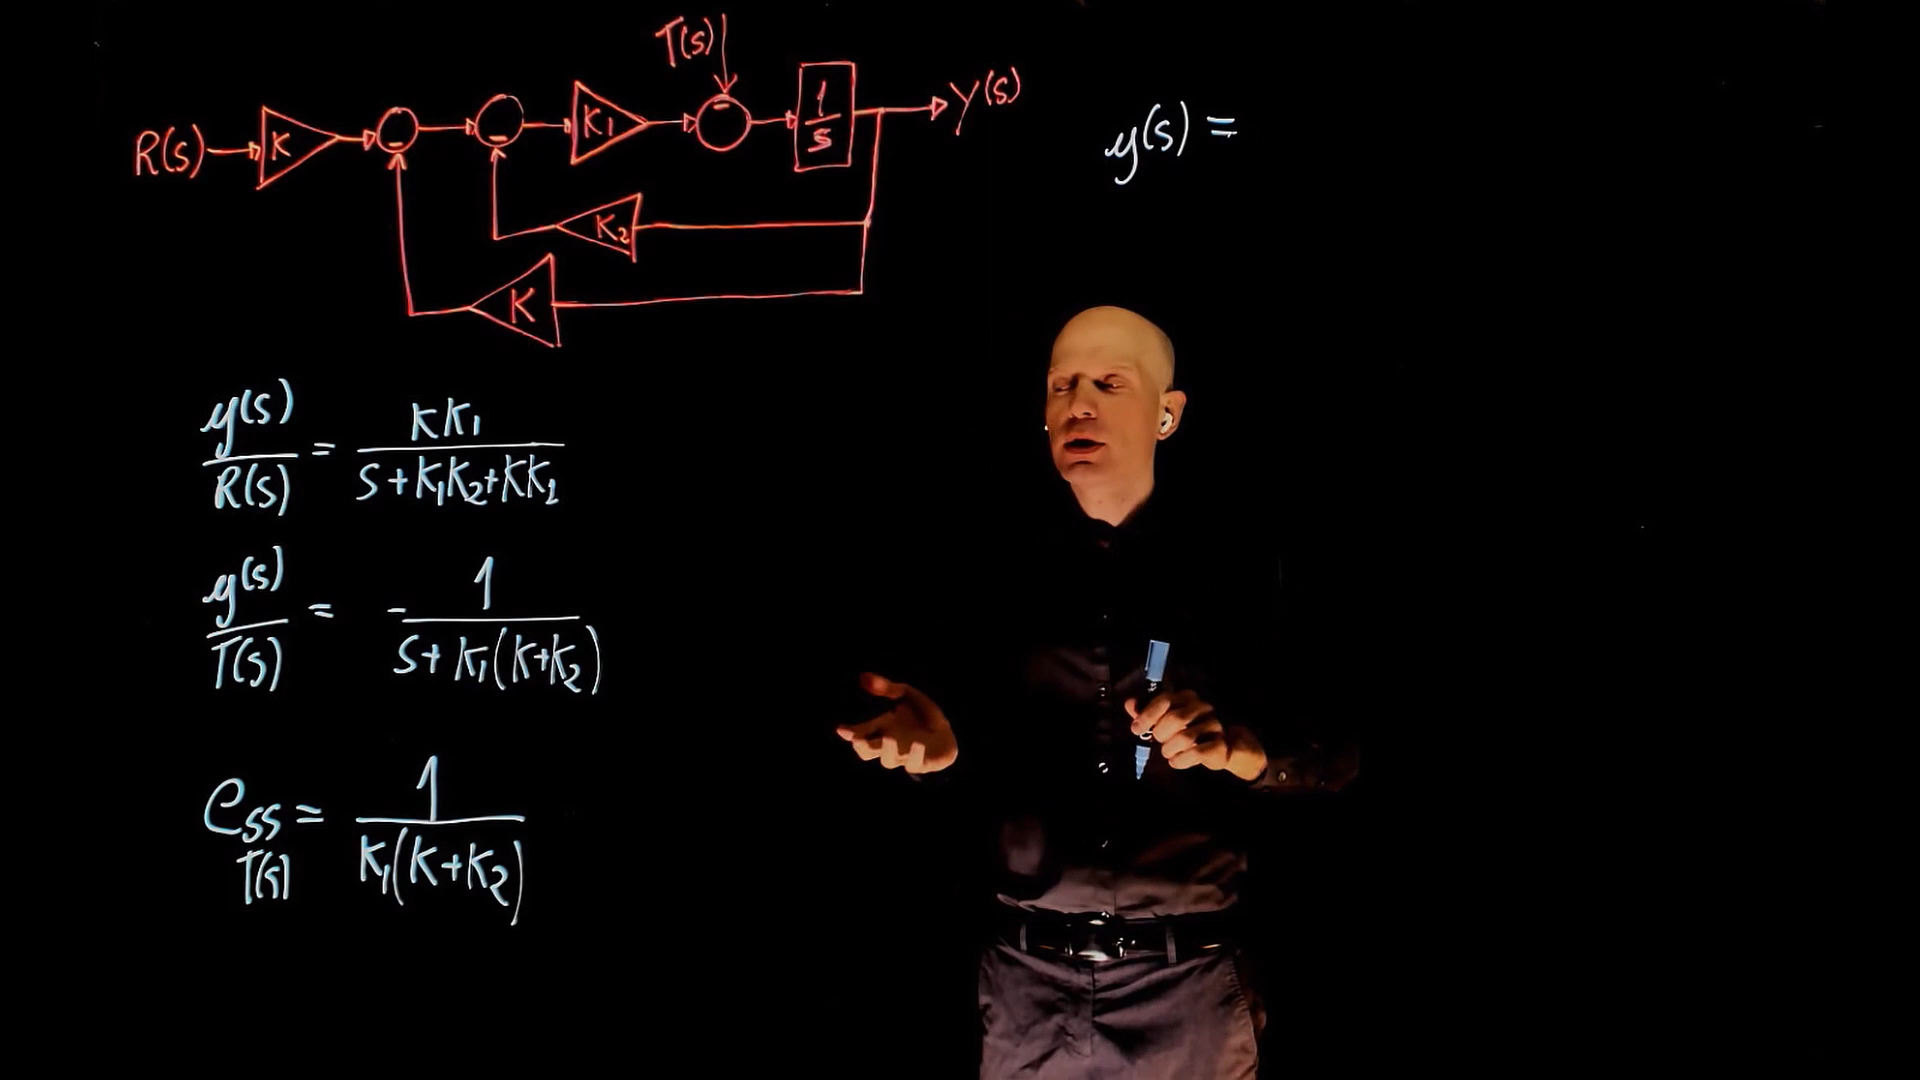 T(s)
R(s) K - - K1 - 1/s Y(s)
K2
K
y(s) =
y(s)/R(s) = KK1/(s+K1K2+KK1)
y(s)/T(s) = -1/(s+K1(K+K2))
ess = 1/(K1(K+K2))
T(s)